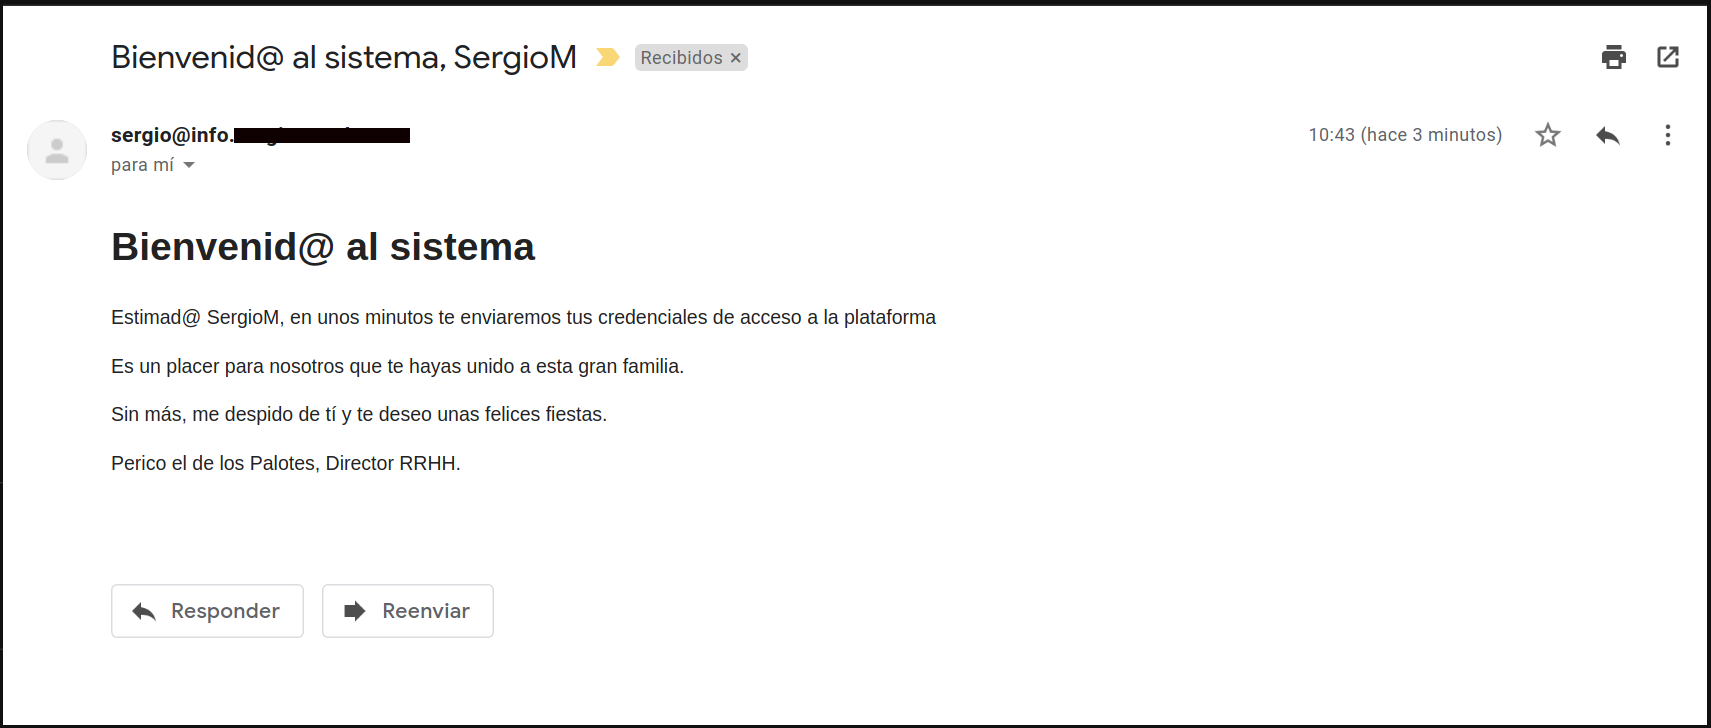 Bienvenid@ al sistema, SergioM Recibidos ×
sergio@info. 10:43 (hace 3 minutos)
para mí
Bienvenid@ al sistema
Estimad@ SergioM, en unos minutos te enviaremos tus credenciales de acceso a la plataforma
Es un placer para nosotros que te hayas unido a esta gran familia.
Sin más, me despido de tí y te deseo unas felices fiestas.
Perico el de los Palotes, Director RRHH.
Responder Reenviar